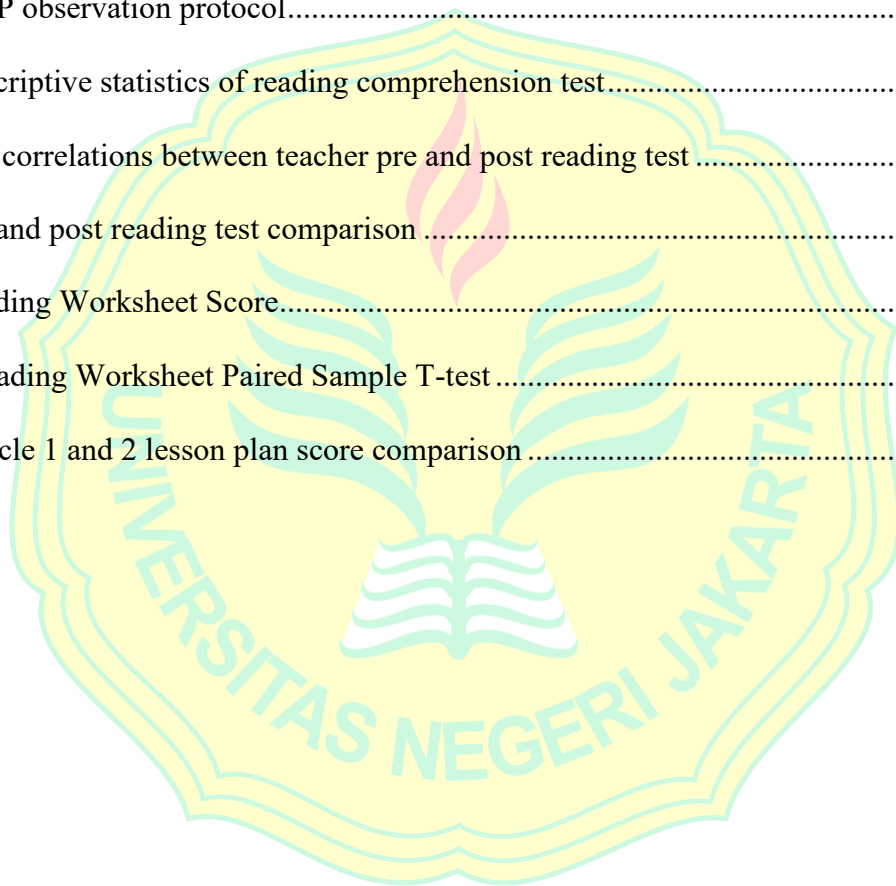 P observation protocol................................................................
criptive statistics of reading comprehension test................................
correlations between teacher pre and post reading test ......................
and post reading test comparison ......................................................
ding Worksheet Score.......................................................................
ading Worksheet Paired Sample T-test ..............................................
cle 1 and 2 lesson plan score comparison ..........................................
UNIVERSITAS NEGERI JAKARTA